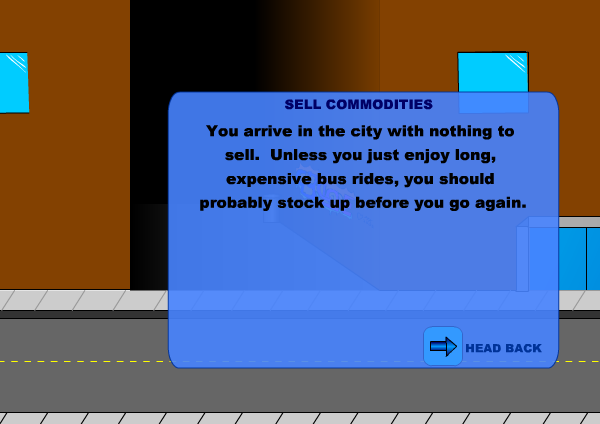 SELL COMMODITIES
You arrive in the city with nothing to
sell.  Unless you just enjoy long,
expensive bus rides, you should
probably stock up before you go again.
HEAD BACK